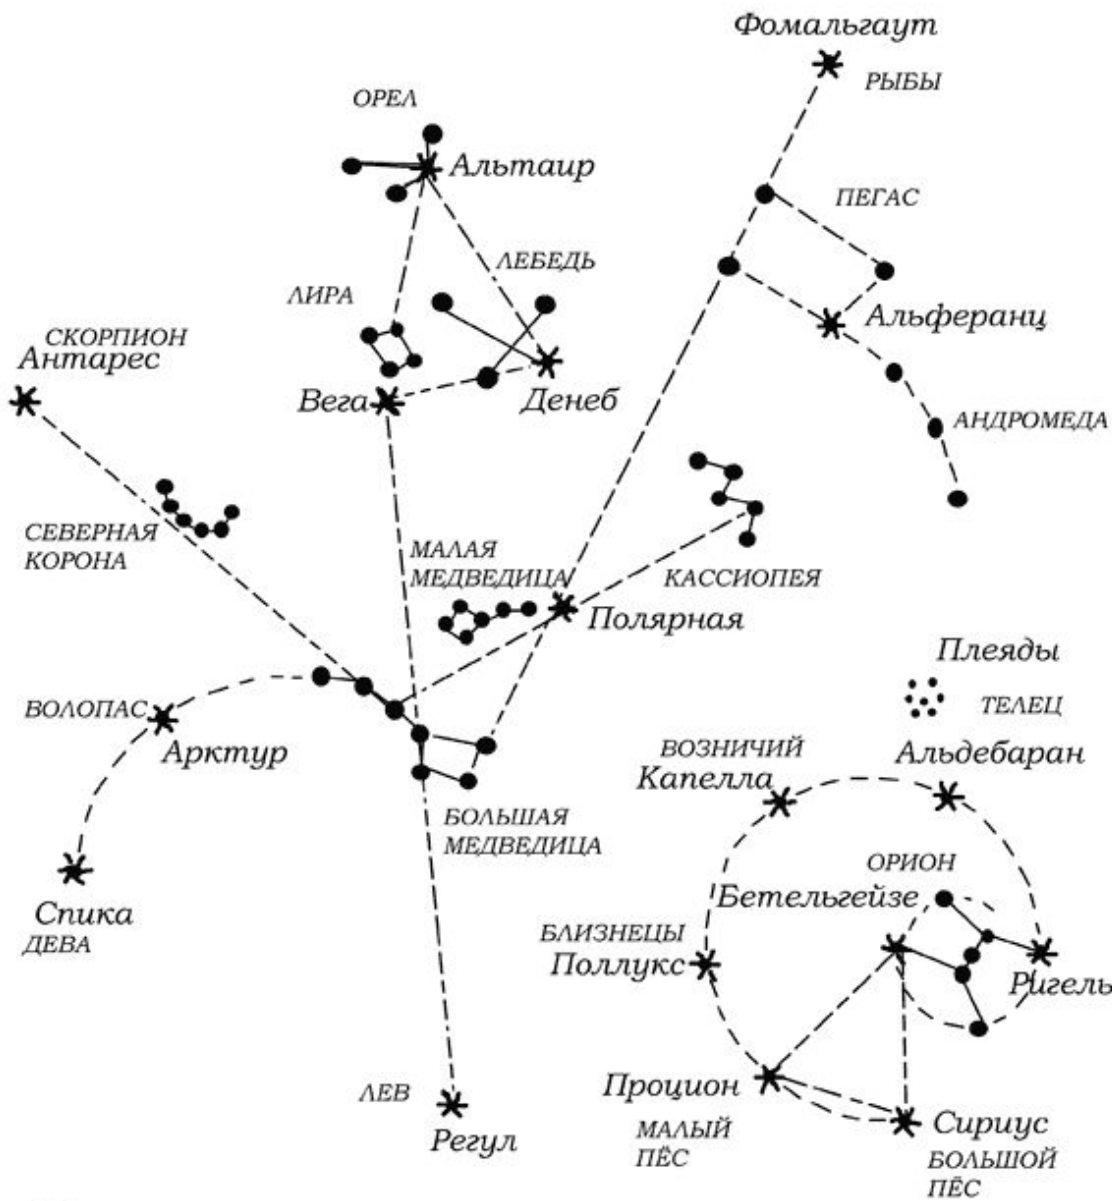 Фомальгаут
РЫБЫ
ОРЕЛ
Альтаир
ПЕГАС
ЛЕБЕДЬ
ЛИРА
Альферанц
СКОРПИОН
Антарес
Вега
Денеб
АНДРОМЕДА
СЕВЕРНАЯ
КОРОНА
МАЛАЯ
МЕДВЕДИЦА
КАССИОПЕЯ
Полярная
Плеяды
ТЕЛЕЦ
ВОЛОПАС
Арктур
ВОЗНИЧИЙ
Капелла
Альдебаран
БОЛЬШАЯ
МЕДВЕДИЦА
ОРИОН
Бетельгейзе
Спика
ДЕВА
БЛИЗНЕЦЫ
Поллукс
Ригель
Процион
МАЛЫЙ
ПЁС
ЛЕВ
Регул
Сириус
БОЛЬШОЙ
ПЁС